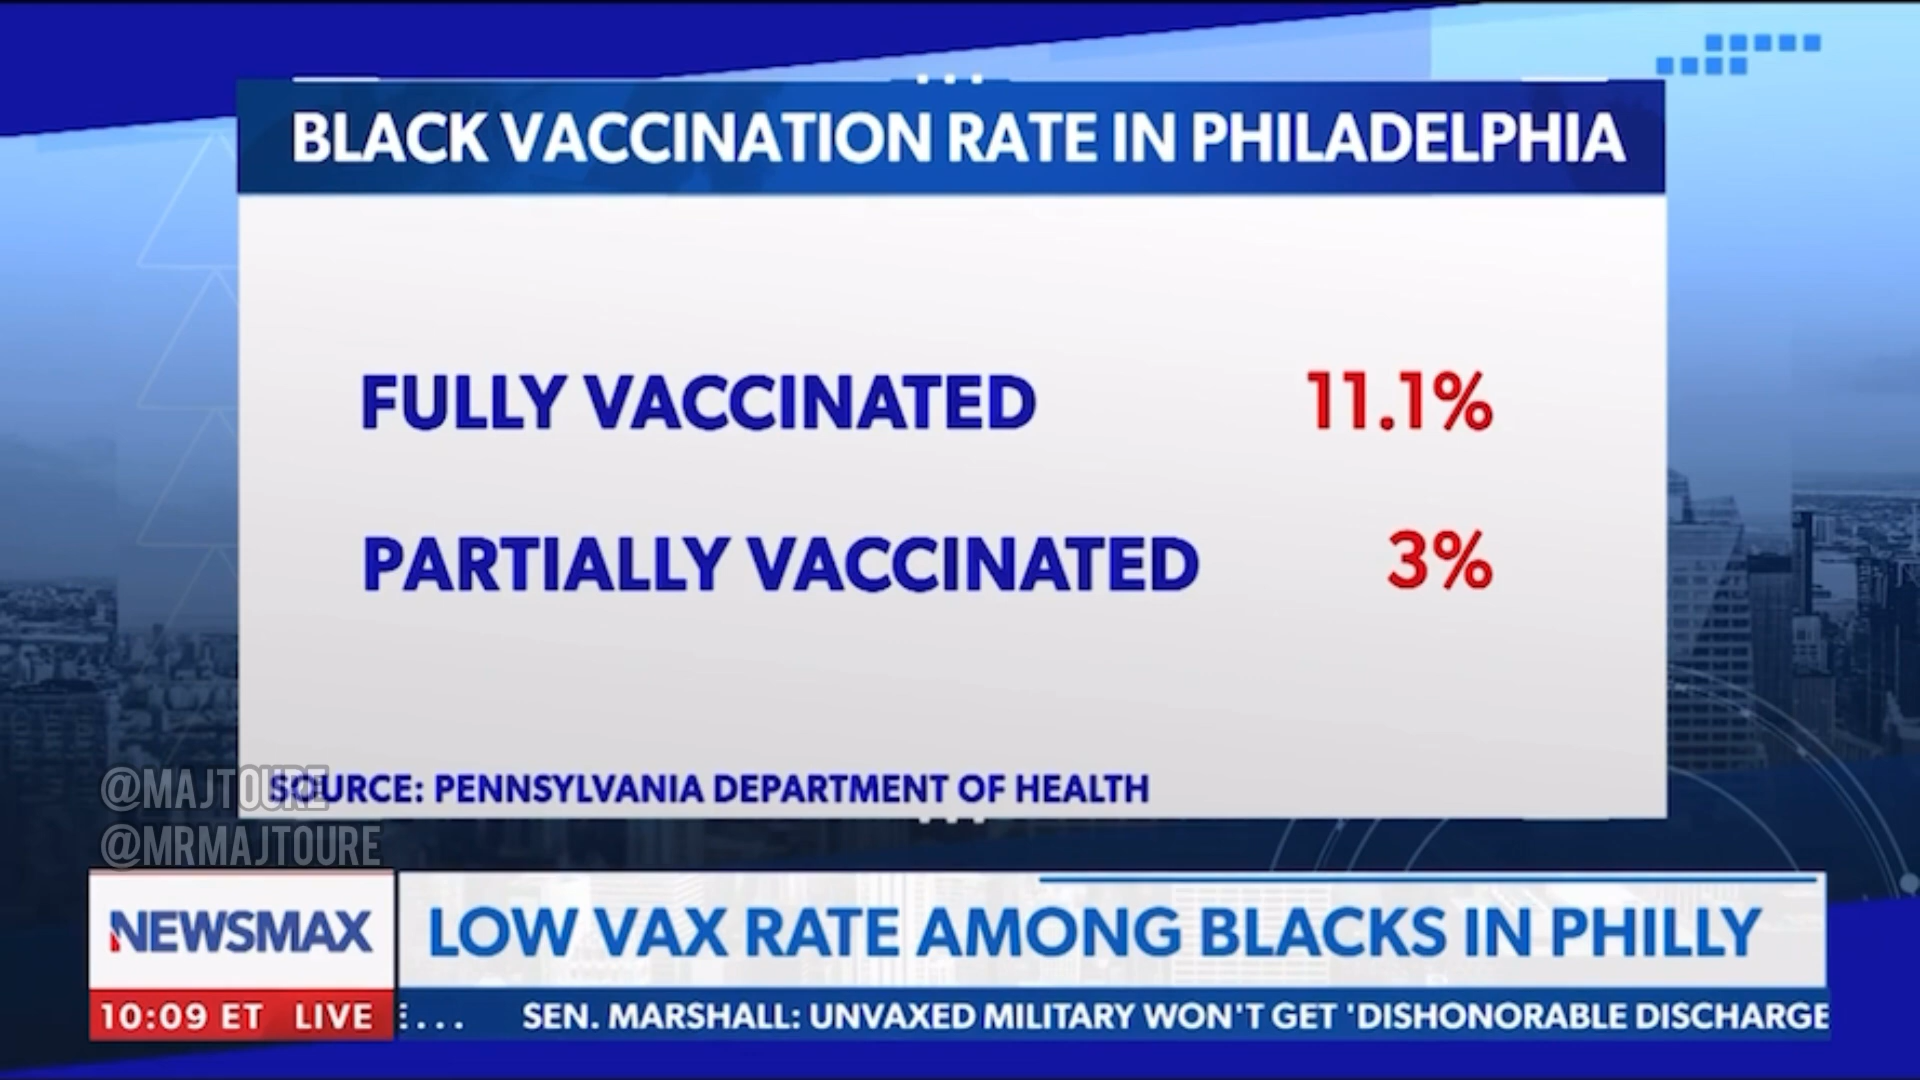 BLACK VACCINATION RATE IN PHILADELPHIA
FULLY VACCINATED 11.1%
PARTIALLY VACCINATED 3%
SOURCE: PENNSYLVANIA DEPARTMENT OF HEALTH
@MAJTOURE
@MRMAJTOURE
NEWSMAX
LOW VAX RATE AMONG BLACKS IN PHILLY
10:09 ET LIVE
... SEN. MARSHALL: UNVAXED MILITARY WON'T GET 'DISHONORABLE DISCHARGE